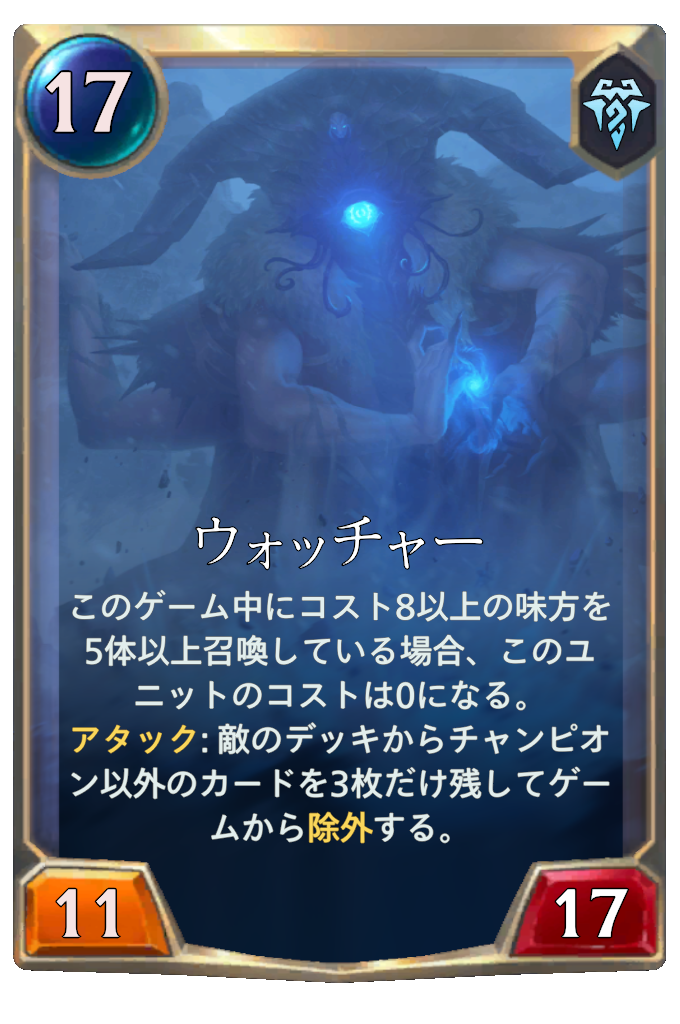 17
ウォッチャー
このゲーム中にコスト8以上の味方を
5体以上召喚している場合、このユ
ニットのコストは0になる。
アタック: 敵のデッキからチャンピオ
ン以外のカードを3枚だけ残してゲー
ムから除外する。
11
17